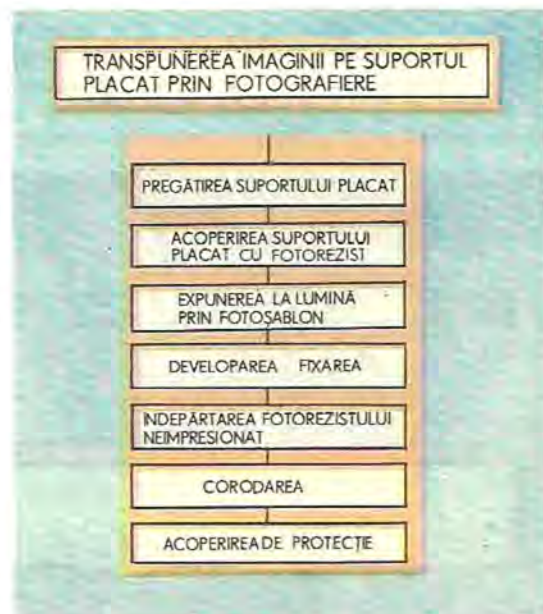 TRANSPUNEREA IMAGINII PE SUPORTUL
PLACAT PRIN FOTOGRAFIERE
PREGĂTIREA SUPORTULUI PLACAT
ACOPERIREA SUPORTULUI
PLACAT CU FOTOREZIST
EXPUNEREA LA LUMINĂ
PRIN FOTOȘABLON
DEVELOPAREA FIXAREA
ÎNDEPĂRTAREA FOTOREZISTULUI
NEIMPRESIONAT
CORODAREA
ACOPERIREA DE PROTECȚIE